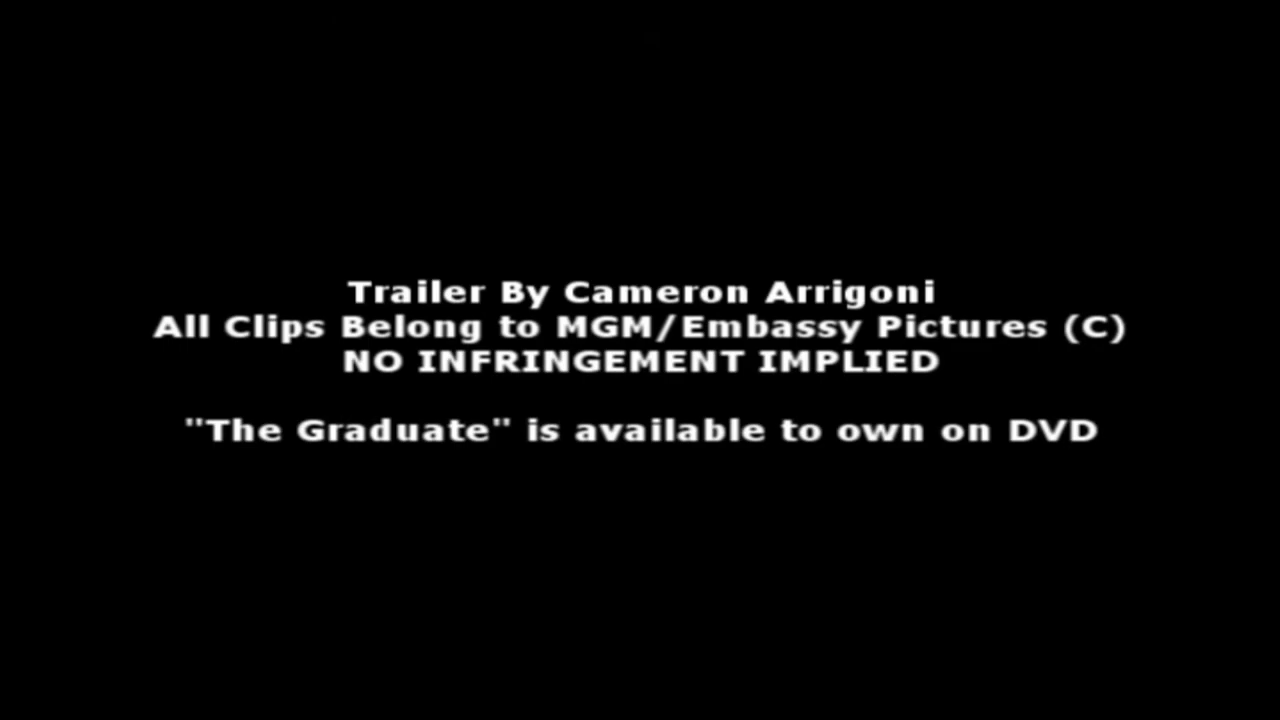 Trailer By Cameron Arrigoni
All Clips Belong to MGM/Embassy Pictures (C)
NO INFRINGEMENT IMPLIED
"The Graduate" is available to own on DVD